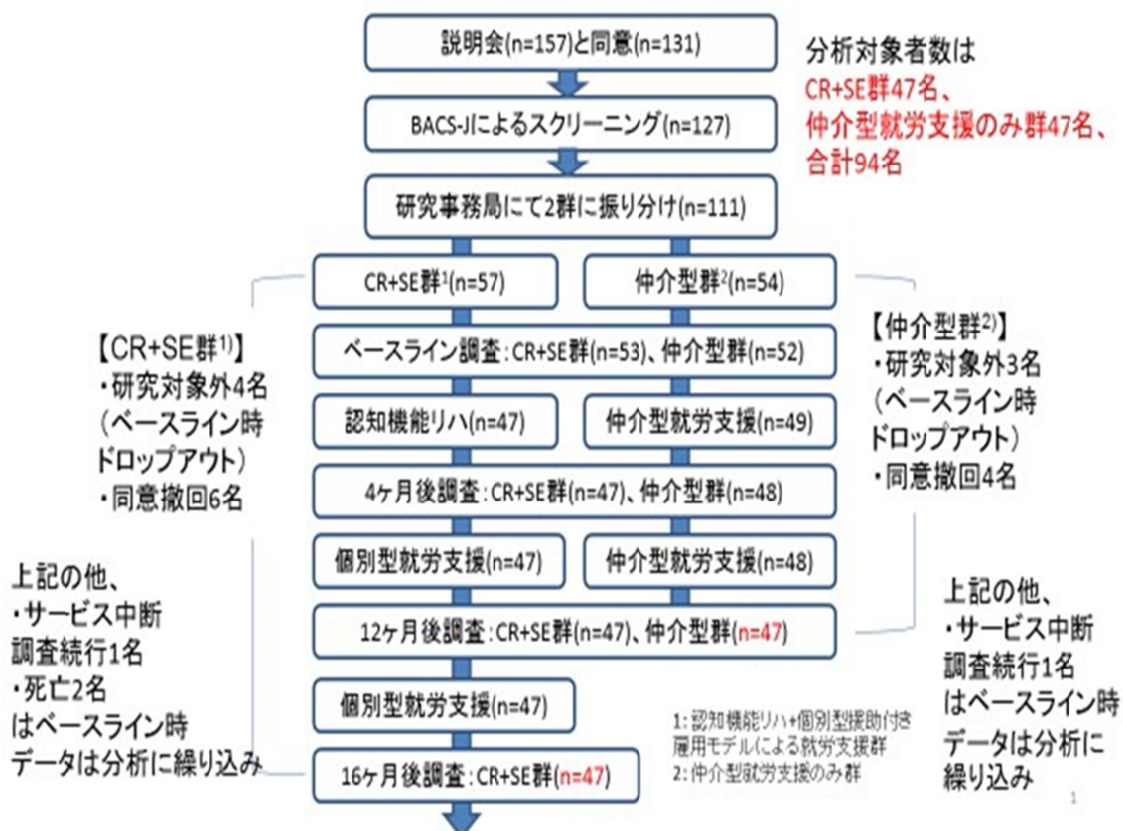 説明会(n=157)と同意(n=131)
分析対象者数は
CR+SE群47名、
仲介型就労支援のみ群47名、
合計94名
BACS-Jによるスクリーニング(n=127)
研究事務局にて2群に振り分け(n=111)
CR+SE群¹(n=57)
仲介型群²(n=54)
ベースライン調査:CR+SE群(n=53)、仲介型群(n=52)
【CR+SE群¹⁾】
・研究対象外4名
(ベースライン時
ドロップアウト)
・同意撤回6名
【仲介型群²⁾】
・研究対象外3名
(ベースライン時
ドロップアウト)
・同意撤回4名
認知機能リハ(n=47)
仲介型就労支援(n=49)
4ヶ月後調査:CR+SE群(n=47)、仲介型群(n=48)
個別型就労支援(n=47)
仲介型就労支援(n=48)
12ヶ月後調査:CR+SE群(n=47)、仲介型群(n=47)
上記の他、
・サービス中断
調査続行1名
・死亡2名
はベースライン時
データは分析に繰り込み
上記の他、
・サービス中断
調査続行1名
はベースライン時
データは分析に
繰り込み
個別型就労支援(n=47)
16ヶ月後調査:CR+SE群(n=47)
1:認知機能リハ+個別型援助付き
雇用モデルによる就労支援群
2:仲介型就労支援のみ群
1